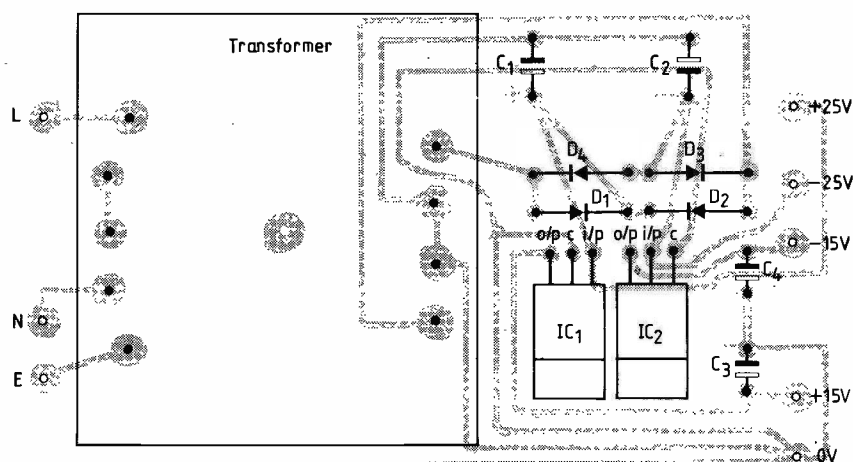 Transformer
C1
C2
L
+25V
D4
D3
-25V
D1
D2
o/p c i/p
o/p i/p c
-15V
C4
N
IC1
IC2
C3
E
+15V
0V